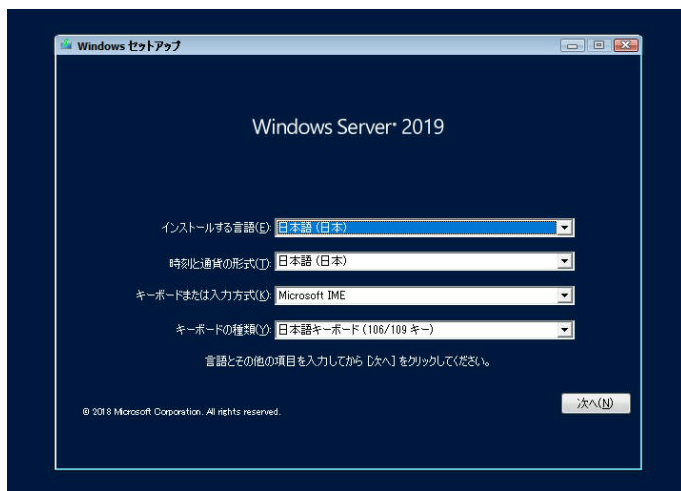 Windows セットアップ
Windows Server® 2019
インストールする言語(E): 日本語 (日本)
時刻と通貨の形式(T): 日本語 (日本)
キーボードまたは入力方式(K): Microsoft IME
キーボードの種類(Y): 日本語キーボード (106/109 キー)
言語とその他の項目を入力してから [次へ] をクリックしてください。
© 2018 Microsoft Corporation. All rights reserved.
次へ(N)